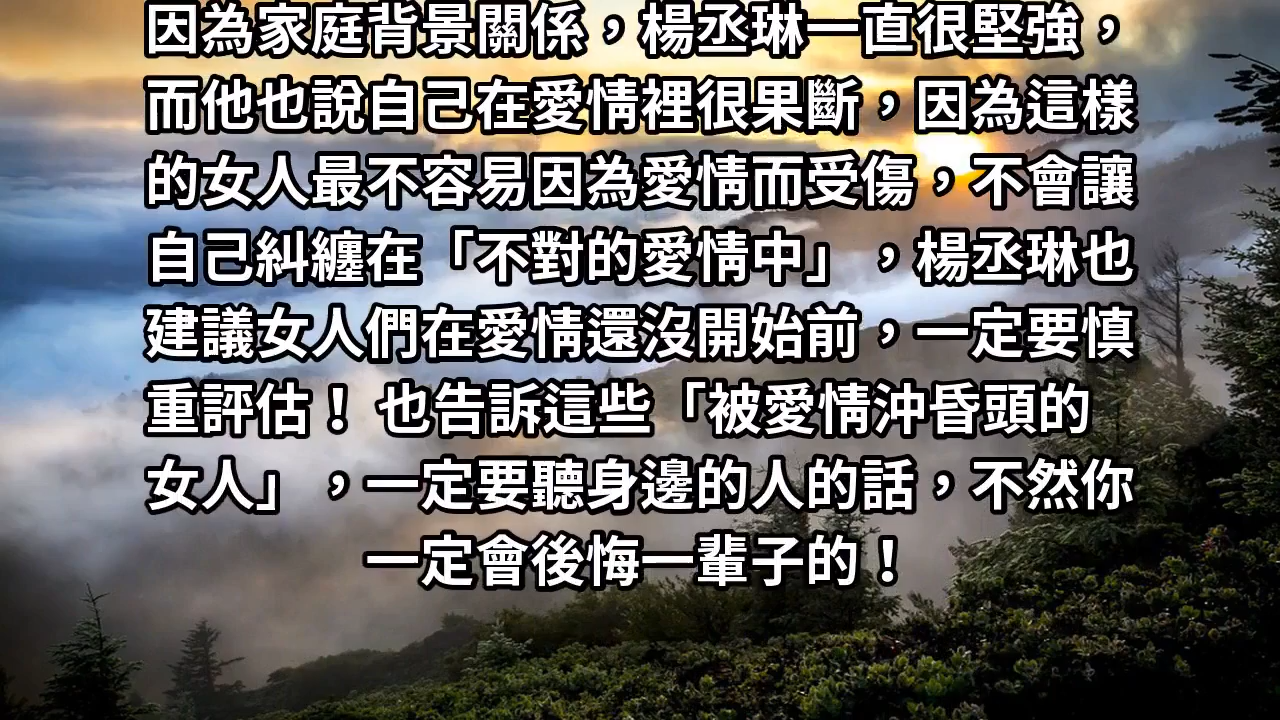 因為家庭背景關係，楊丞琳一直很堅強，
而他也說自己在愛情裡很果斷，因為這樣
的女人最不容易因為愛情而受傷，不會讓
自己糾纏在「不對的愛情中」，楊丞琳也
建議女人們在愛情還沒開始前，一定要慎
重評估！ 也告訴這些「被愛情沖昏頭的
女人」，一定要聽身邊的人的話，不然你
一定會後悔一輩子的！